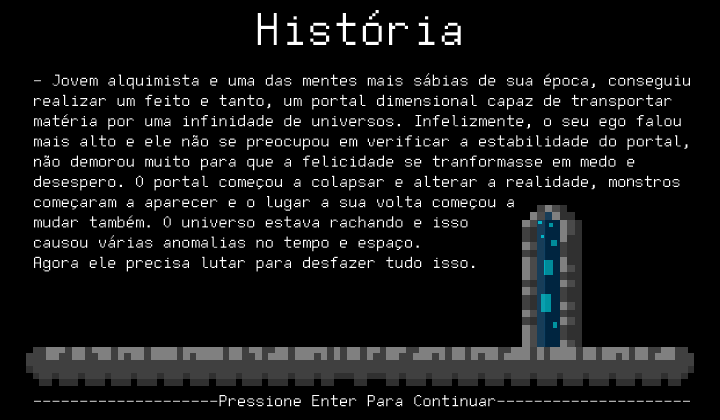 História
- Jovem alquimista e uma das mentes mais sábias de sua época, conseguiu
realizar um feito e tanto, um portal dimensional capaz de transportar
matéria por uma infinidade de universos. Infelizmente, o seu ego falou
mais alto e ele não se preocupou em verificar a estabilidade do portal,
não demorou muito para que a felicidade se tranformasse em medo e
desespero. O portal começou a colapsar e alterar a realidade, monstros
começaram a aparecer e o lugar a sua volta começou a
mudar também. O universo estava rachando e isso
causou várias anomalias no tempo e espaço.
Agora ele precisa lutar para desfazer tudo isso.
--------------------Pressione Enter Para Continuar---------------------